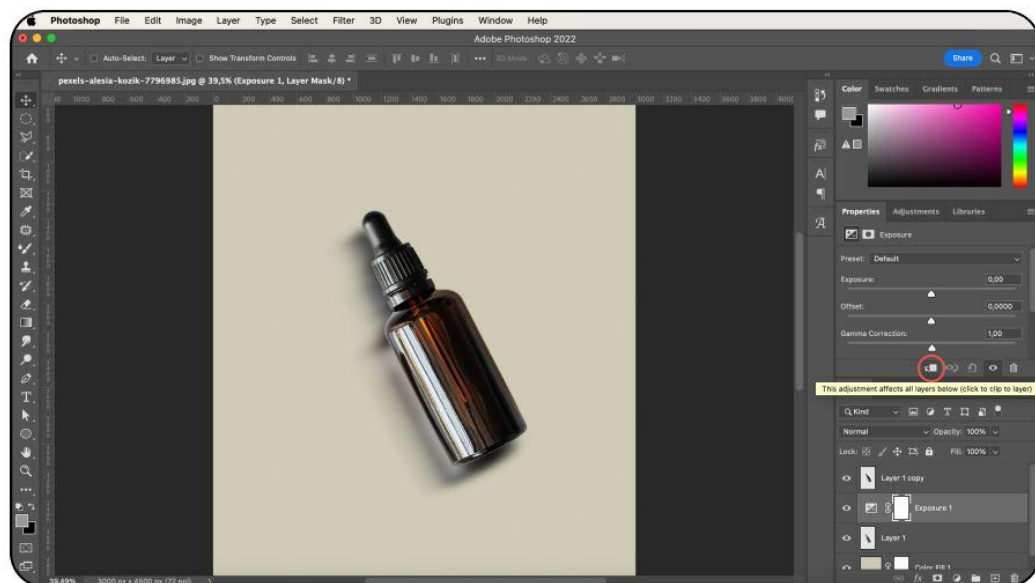 Photoshop File Edit Image Layer Type Select Filter 3D View Plugins Window Help
Adobe Photoshop 2022
Auto-Select: Layer Show Transform Controls 3D Mode: Share
pexels-alesia-kozik-7796985.jpg @ 39,5% (Exposure 1, Layer Mask/8) *
Color Swatches Gradients Patterns
Properties Adjustments Libraries
Exposure
Preset: Default
Exposure: 0,00
Offset: 0,0000
Gamma Correction: 1,00
This adjustment affects all layers below (click to clip to layer)
Kind
Normal Opacity: 100%
Lock: Fill: 100%
Layer 1 copy
Exposure 1
Layer 1
Color Fill 1
39.49% 3000 px x 4500 px (72 ppi)